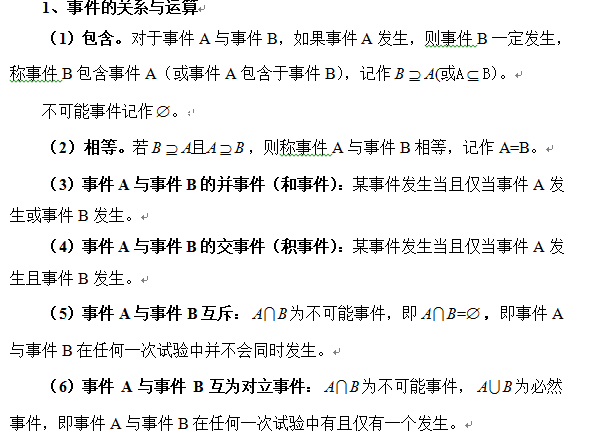 1、事件的关系与运算
（1）包含。对于事件 A 与事件 B，如果事件 A 发生，则事件 B 一定发生，
称事件 B 包含事件 A（或事件 A 包含于事件 B），记作 B ⊇ A(或A ⊆ B)。
不可能事件记作∅。
（2）相等。若 B ⊇ A且A ⊇ B，则称事件 A 与事件 B 相等，记作 A=B。
（3）事件 A 与事件 B 的并事件（和事件）：某事件发生当且仅当事件 A 发
生或事件 B 发生。
（4）事件 A 与事件 B 的交事件（积事件）：某事件发生当且仅当事件 A 发
生且事件 B 发生。
（5）事件 A 与事件 B 互斥：A⋂B为不可能事件，即 A⋂B=∅，即事件 A
与事件 B 在任何一次试验中并不会同时发生。
（6）事件 A 与事件 B 互为对立事件：A⋂B为不可能事件，A⋃B为必然
事件，即事件 A 与事件 B 在任何一次试验中有且仅有一个发生。